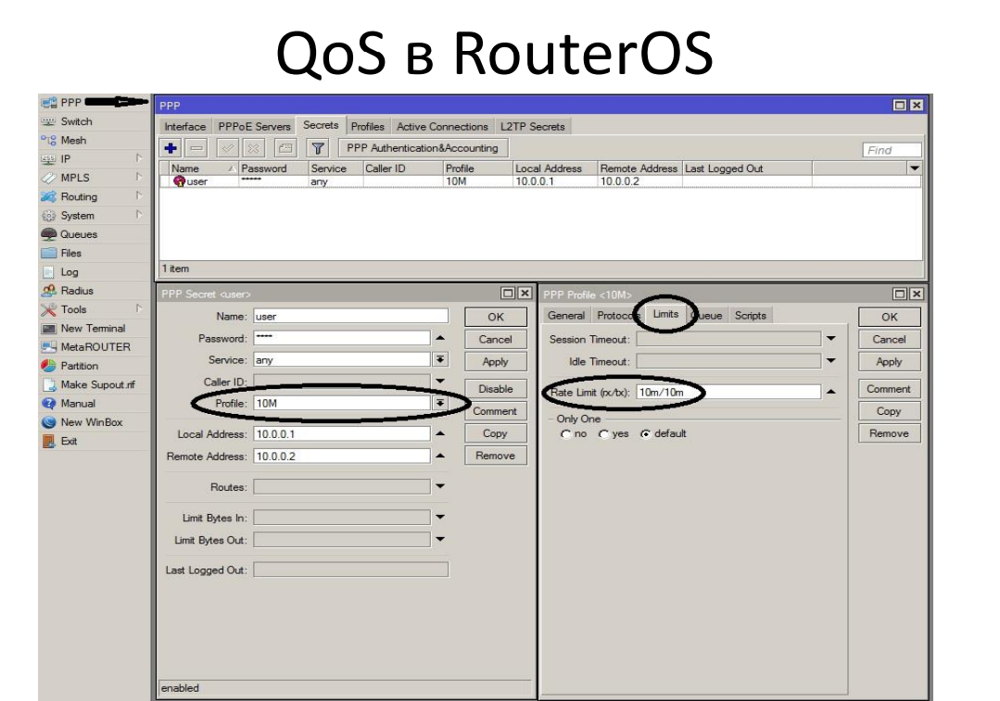 QoS в RouterOS
PPP
Switch
Mesh
IP
MPLS
Routing
System
Queues
Files
Log
Radius
Tools
New Terminal
MetaROUTER
Partition
Make Supout.rif
Manual
New WinBox
Exit
PPP
Interface PPPoE Servers Secrets Profiles Active Connections L2TP Secrets
PPP Authentication&Accounting Find
Name Password Service Caller ID Profile Local Address Remote Address Last Logged Out
user ***** any 10M 10.0.0.1 10.0.0.2
1 item
PPP Secret <user>
Name: user OK
Password: **** Cancel
Service: any Apply
Caller ID: Disable
Profile: 10M Comment
Local Address: 10.0.0.1 Copy
Remote Address: 10.0.0.2 Remove
Routes:
Limit Bytes In:
Limit Bytes Out:
Last Logged Out:
enabled
PPP Profile <10M>
General Protocols Limits Queue Scripts OK
Session Timeout: Cancel
Idle Timeout: Apply
Rate Limit (rx/tx): 10m/10m Comment
Only One Copy
no yes default Remove